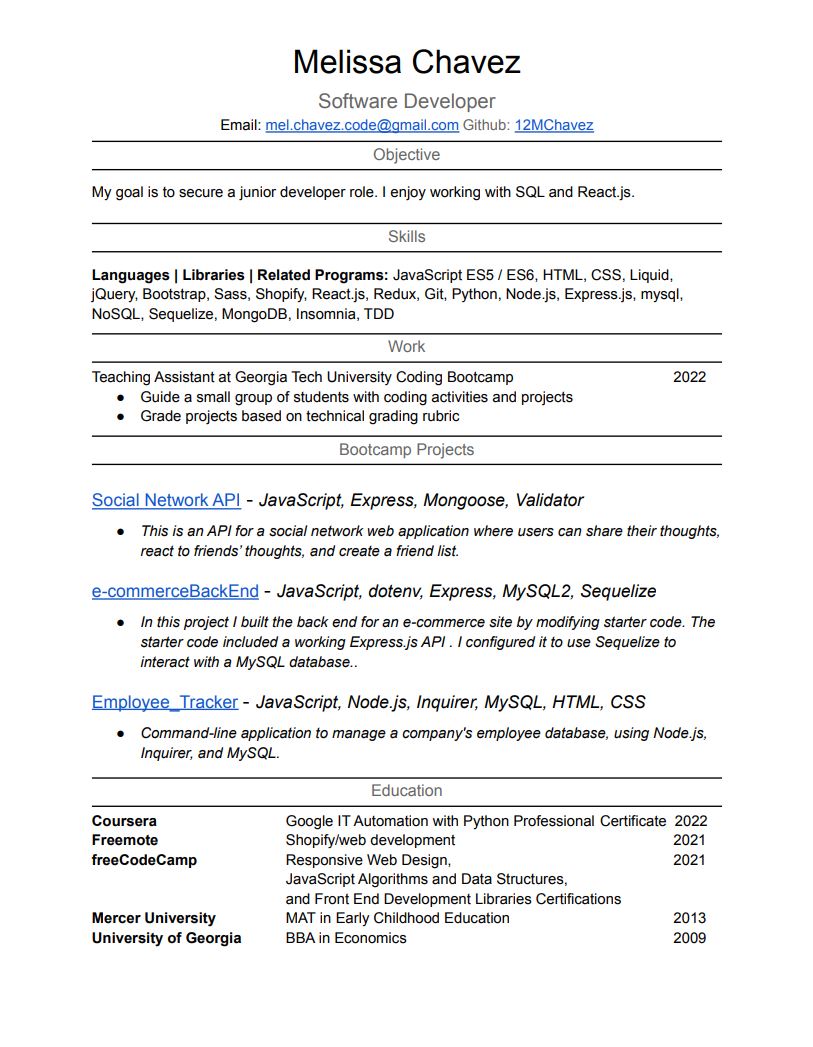 Melissa Chavez
Software Developer
Email: mel.chavez.code@gmail.com Github: 12MChavez
Objective
My goal is to secure a junior developer role. I enjoy working with SQL and React.js.
Skills
Languages | Libraries | Related Programs: JavaScript ES5 / ES6, HTML, CSS, Liquid,
jQuery, Bootstrap, Sass, Shopify, React.js, Redux, Git, Python, Node.js, Express.js, mysql,
NoSQL, Sequelize, MongoDB, Insomnia, TDD
Work
Teaching Assistant at Georgia Tech University Coding Bootcamp 2022
● Guide a small group of students with coding activities and projects
● Grade projects based on technical grading rubric
Bootcamp Projects
Social Network API - JavaScript, Express, Mongoose, Validator
● This is an API for a social network web application where users can share their thoughts,
react to friends’ thoughts, and create a friend list.
e-commerceBackEnd - JavaScript, dotenv, Express, MySQL2, Sequelize
● In this project I built the back end for an e-commerce site by modifying starter code. The
starter code included a working Express.js API . I configured it to use Sequelize to
interact with a MySQL database..
Employee_Tracker - JavaScript, Node.js, Inquirer, MySQL, HTML, CSS
● Command-line application to manage a company's employee database, using Node.js,
Inquirer, and MySQL.
Education
Coursera Google IT Automation with Python Professional Certificate 2022
Freemote Shopify/web development 2021
freeCodeCamp Responsive Web Design, 2021
JavaScript Algorithms and Data Structures,
and Front End Development Libraries Certifications
Mercer University MAT in Early Childhood Education 2013
University of Georgia BBA in Economics 2009